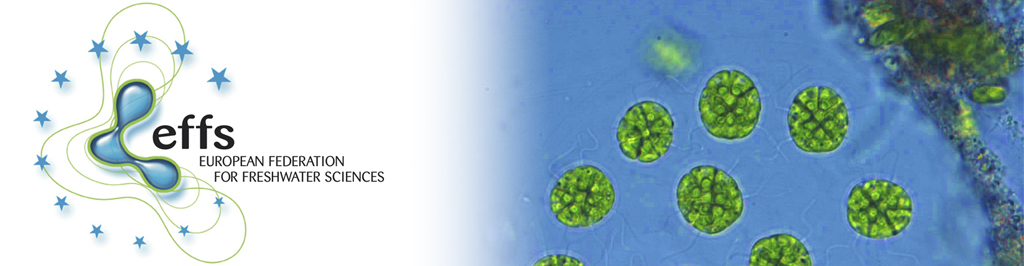 effs
EUROPEAN FEDERATION
FOR FRESHWATER SCIENCES